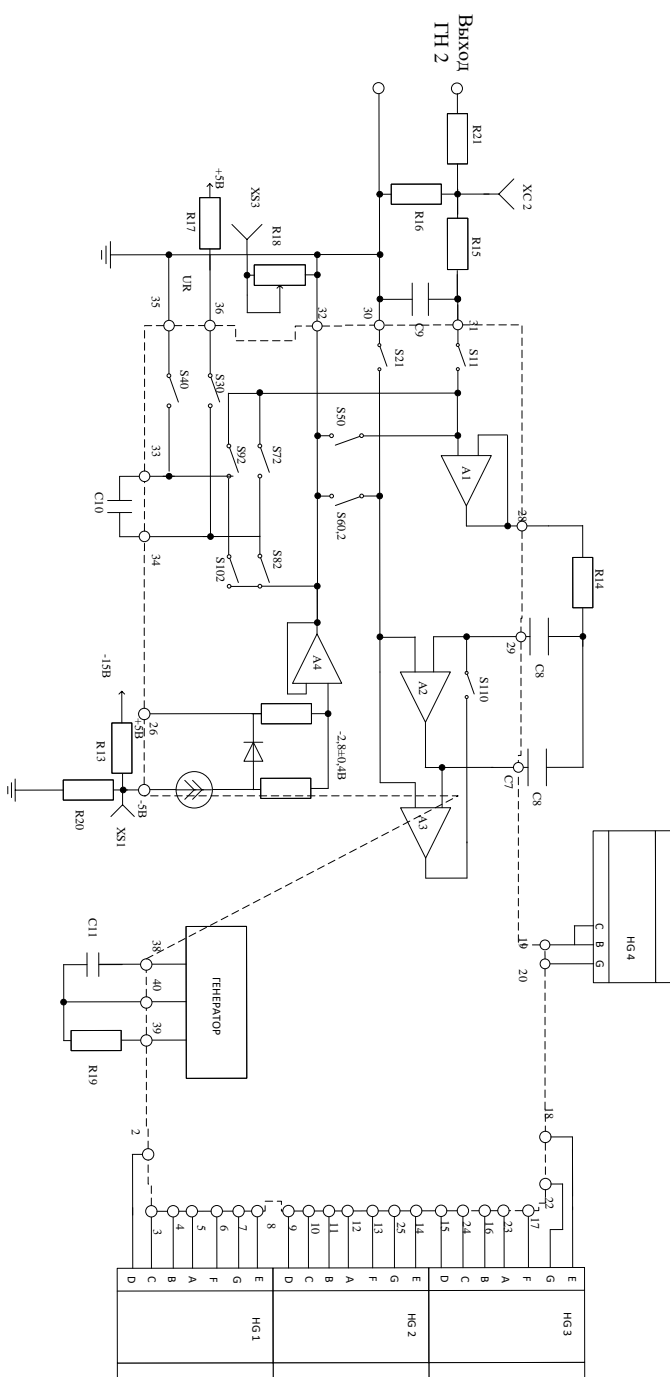 Выход
ГН 2
R21
XC 2
R16
R15
C9
31
30
S11
S21
+5В
R17
XS3
R18
UR
35
36
32
S40
S30
S50
S60,2
S92
S72
33
34
C10
S102
S82
A1
28
R14
29
C8
S110
A2
C7
C8
A3
A4
-15В
R13
+5В
26
-5В
XS1
R20
-2,8±0,4В
HG 4
C
B
G
19
20
C11
38
40
39
R19
ГЕНЕРАТОР
2
3
4
5
6
7
8
9
10
11
12
13
25
14
15
24
16
23
17
22
18
D
C
B
A
F
G
E
HG 1
D
C
B
A
F
G
E
HG 2
D
C
B
A
F
G
E
HG 3